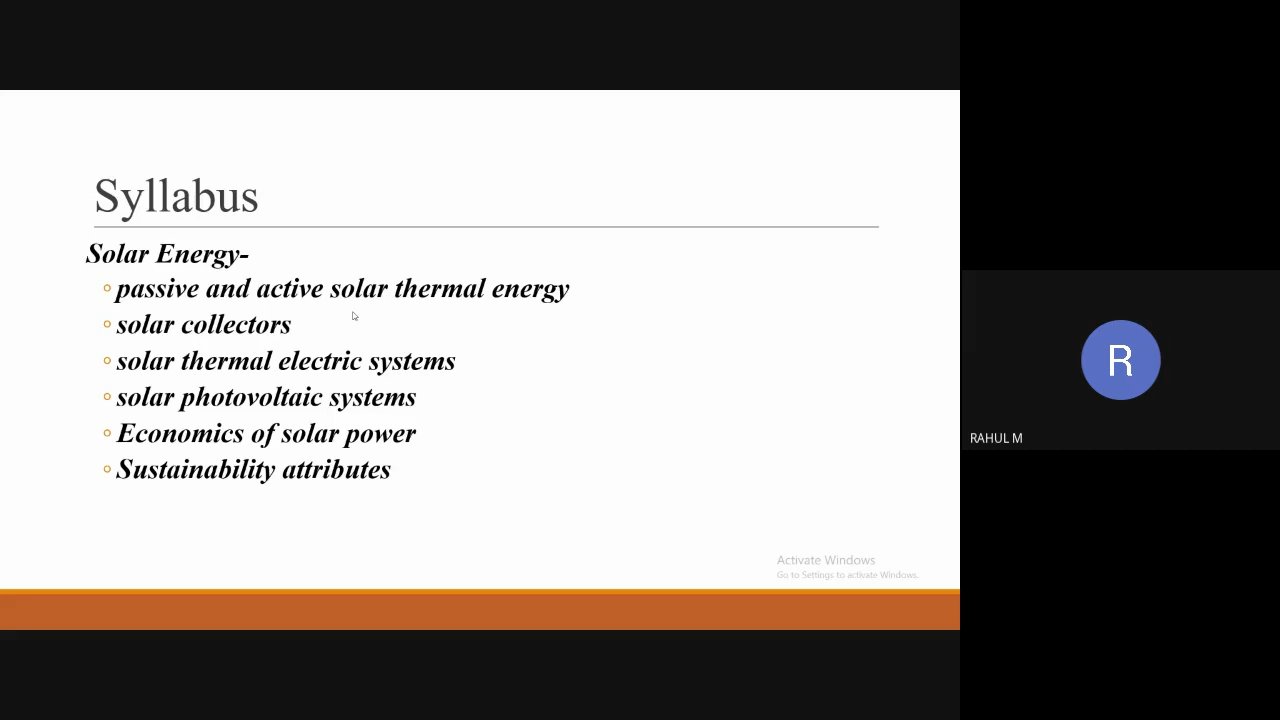 Syllabus
Solar Energy-
passive and active solar thermal energy
solar collectors
solar thermal electric systems
solar photovoltaic systems
Economics of solar power
Sustainability attributes
Activate Windows
Go to Settings to activate Windows.
R
RAHUL M